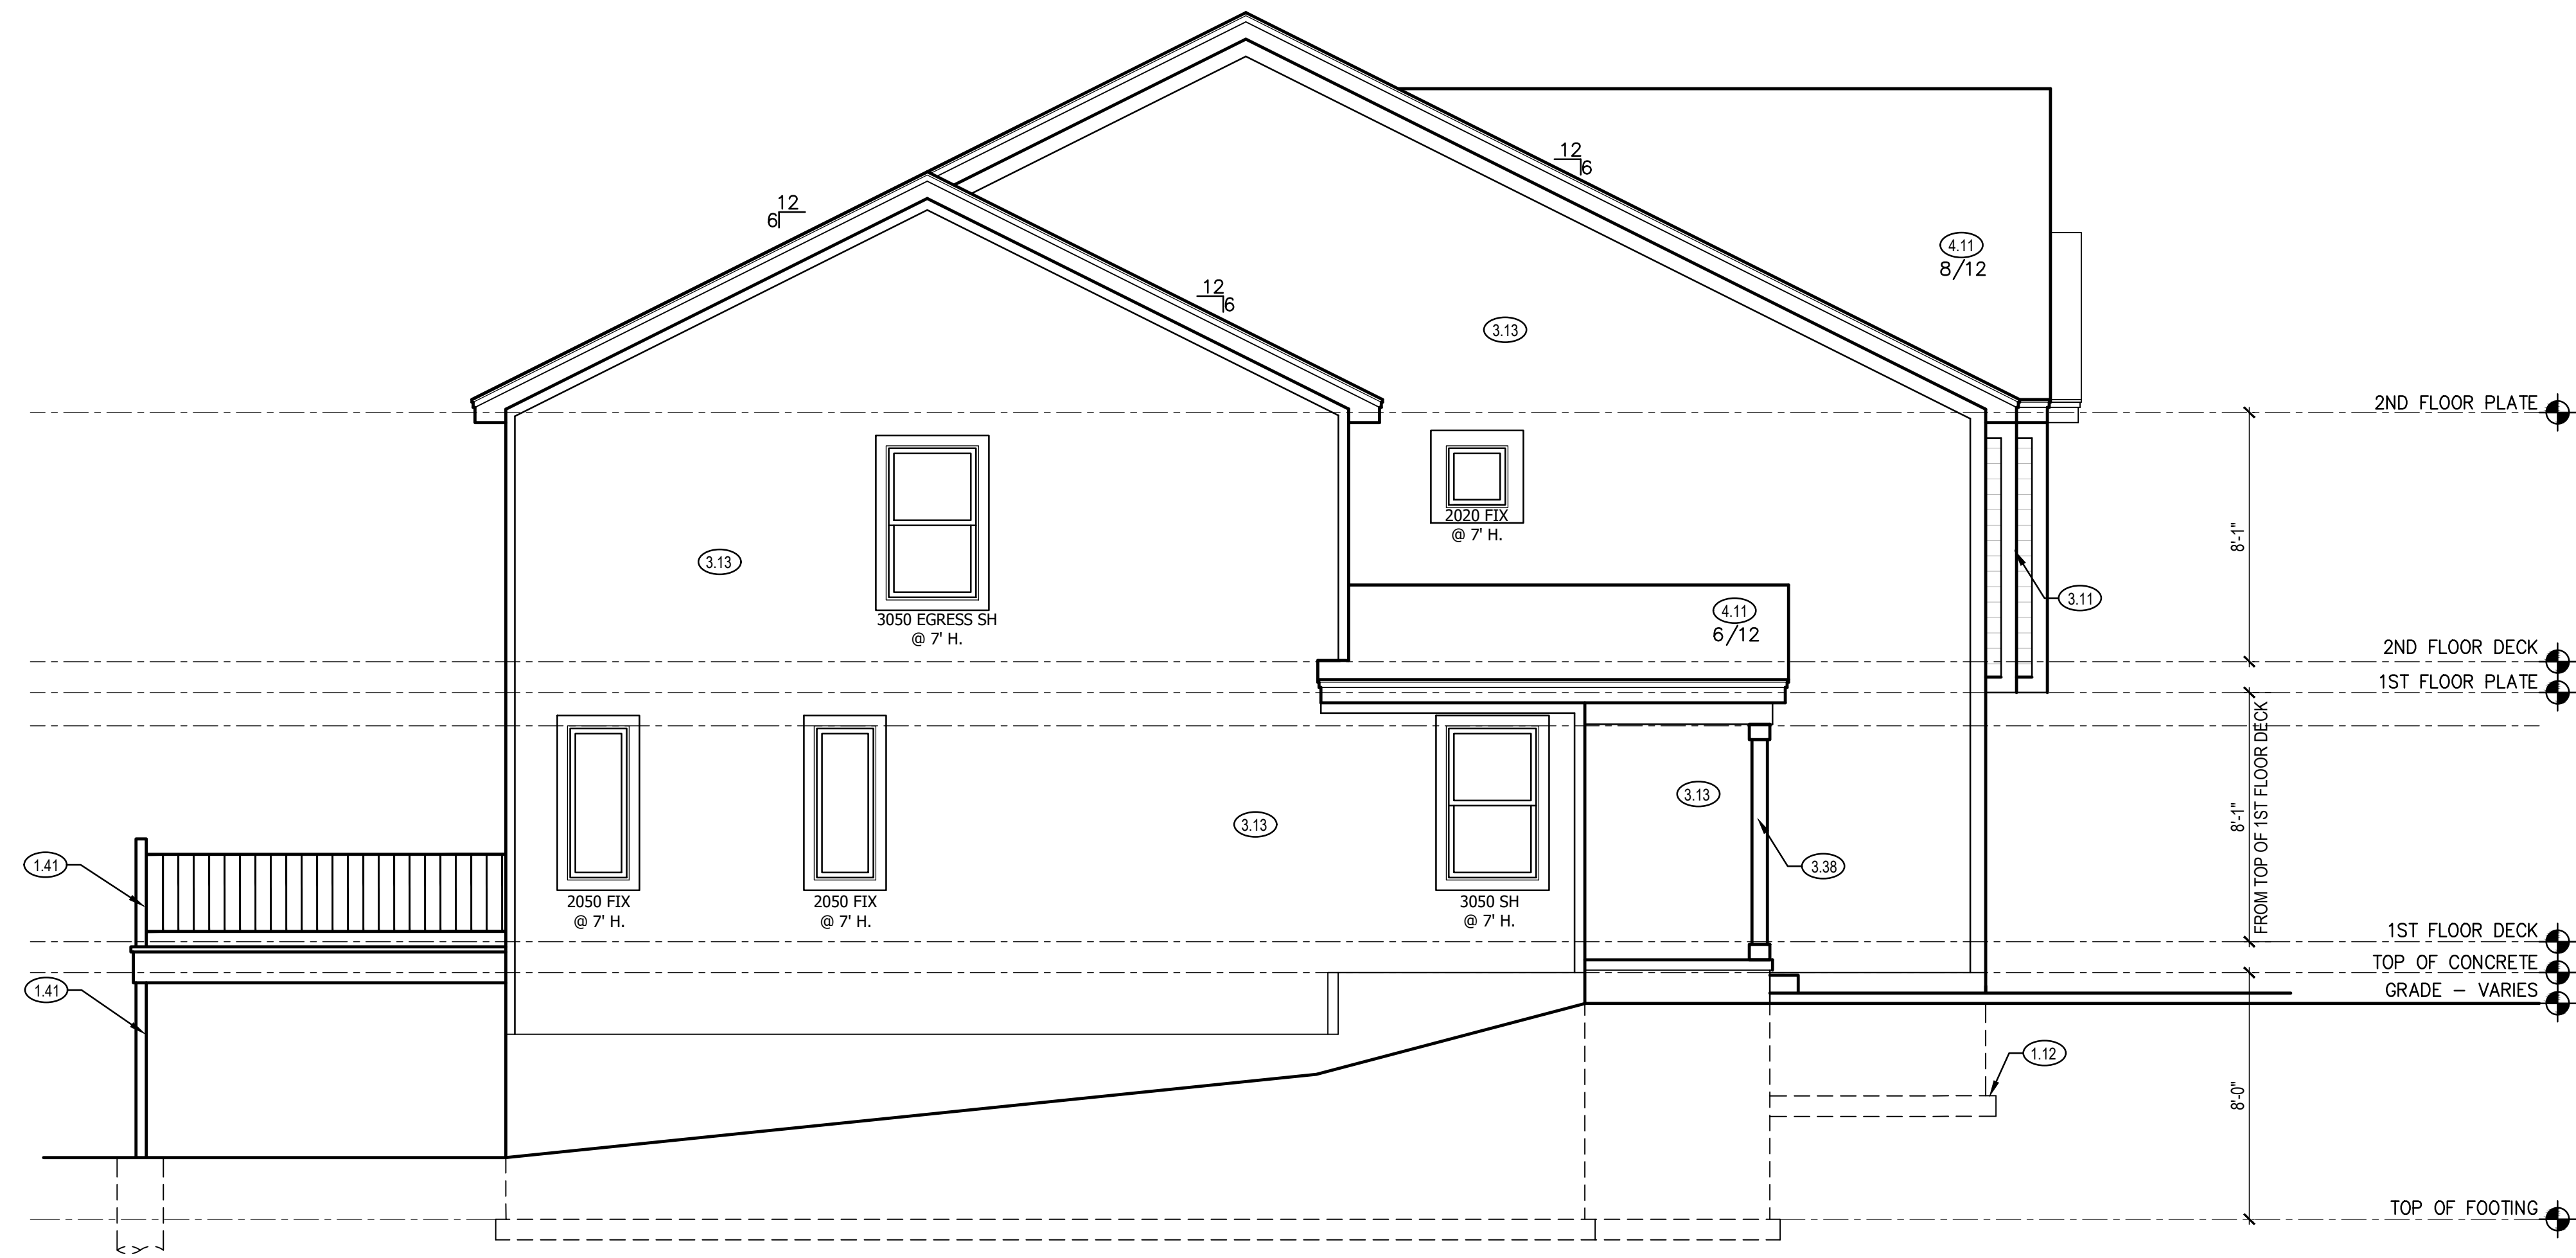 12
6
12
6
4.11
8/12
12
6
3.13
2ND FLOOR PLATE
2020 FIX
@ 7' H.
8'-1"
3.13
3050 EGRESS SH
@ 7' H.
3.11
4.11
6/12
2ND FLOOR DECK
1ST FLOOR PLATE
8'-1"
FROM TOP OF 1ST FLOOR DECK
3.13
3.13
3.38
1.41
2050 FIX
@ 7' H.
2050 FIX
@ 7' H.
3050 SH
@ 7' H.
1ST FLOOR DECK
TOP OF CONCRETE
GRADE – VARIES
1.41
1.12
8'-0"
TOP OF FOOTING